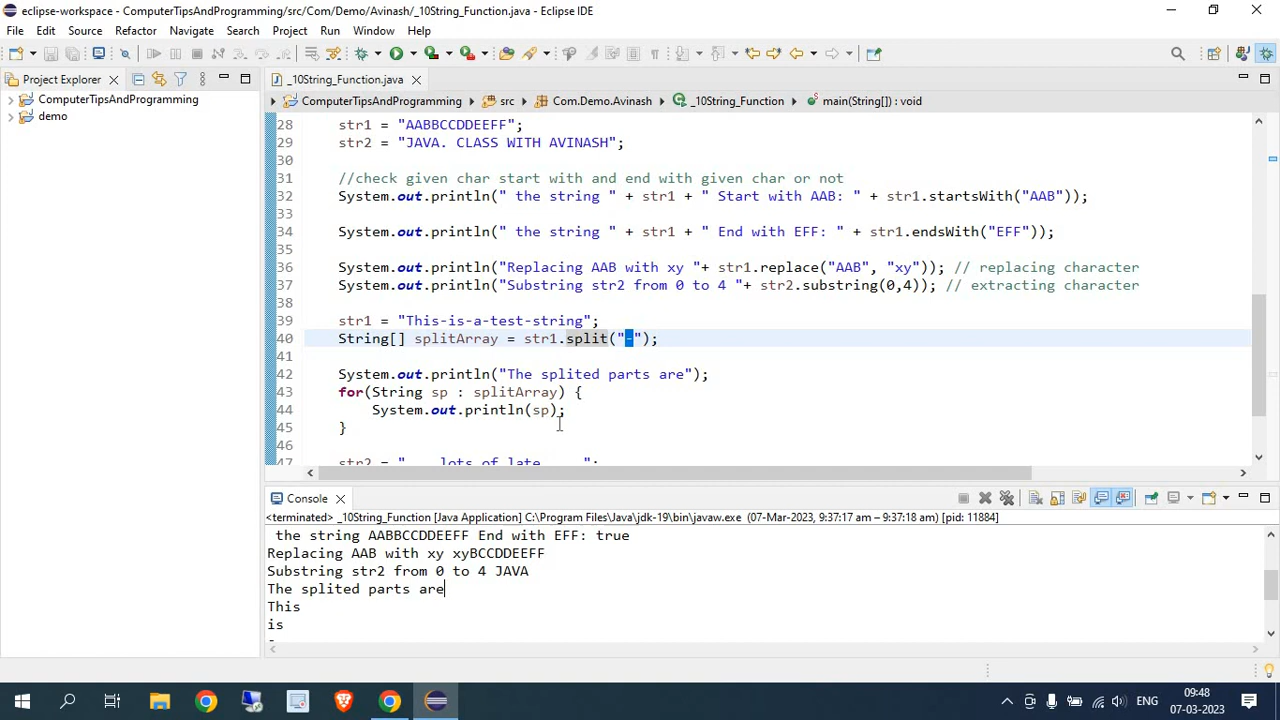 eclipse-workspace - ComputerTipsAndProgramming/src/Com/Demo/Avinash/_10String_Function.java - Eclipse IDE
File Edit Source Refactor Navigate Search Project Run Window Help
Project Explorer
_10String_Function.java
ComputerTipsAndProgramming
demo
ComputerTipsAndProgramming src Com.Demo.Avinash _10String_Function main(String[]) : void
28 str1 = "AABBCCDDEEFF";
29 str2 = "JAVA. CLASS WITH AVINASH";
30
31 //check given char start with and end with given char or not
32 System.out.println(" the string " + str1 + " Start with AAB: " + str1.startsWith("AAB"));
33
34 System.out.println(" the string " + str1 + " End with EFF: " + str1.endsWith("EFF"));
35
36 System.out.println("Replacing AAB with xy "+ str1.replace("AAB", "xy")); // replacing character
37 System.out.println("Substring str2 from 0 to 4 "+ str2.substring(0,4)); // extracting character
38
39 str1 = "This-is-a-test-string";
40 String[] splitArray = str1.split("-");
41
42 System.out.println("The splited parts are");
43 for(String sp : splitArray) {
44 System.out.println(sp);
45 }
46
47 str2 = " lots of late ";
Console
<terminated> _10String_Function [Java Application] C:\Program Files\Java\jdk-19\bin\javaw.exe (07-Mar-2023, 9:37:17 am – 9:37:18 am) [pid: 11884]
the string AABBCCDDEEFF End with EFF: true
Replacing AAB with xy xyBCCDDEEFF
Substring str2 from 0 to 4 JAVA
The splited parts are
This
is
ENG
09:48
07-03-2023